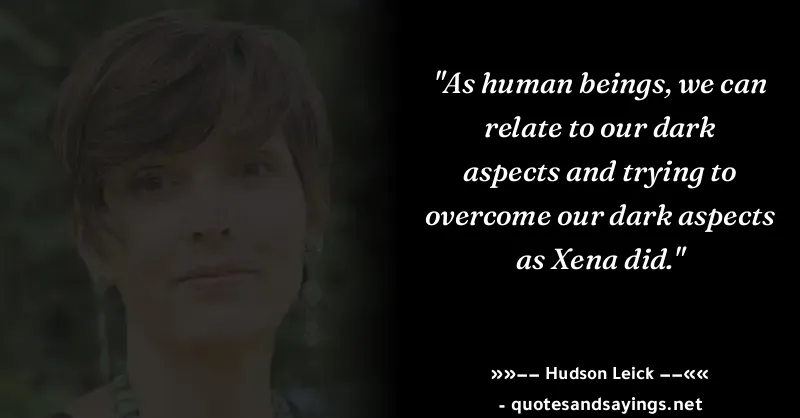 "As human beings, we can
relate to our dark
aspects and trying to
overcome our dark aspects
as Xena did."
»»—— Hudson Leick ——««
- quotesandsayings.net